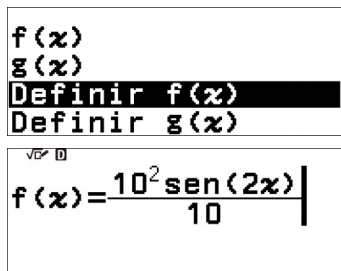 f(x)
g(x)
Definir f(x)
Definir g(x)
√▱ D
f(x)=10²sen(2x)/10